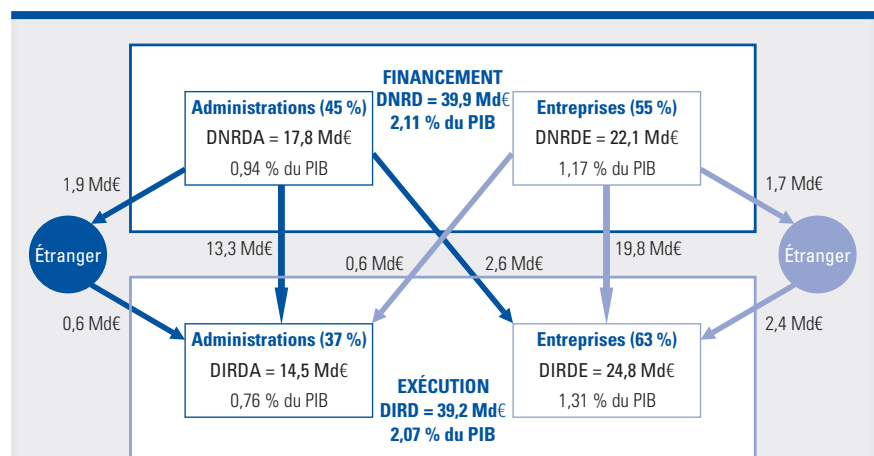 FINANCEMENT
DNRD = 39,9 Md€
2,11 % du PIB
Administrations (45 %)
DNRDA = 17,8 Md€
0,94 % du PIB
Entreprises (55 %)
DNRDE = 22,1 Md€
1,17 % du PIB
1,9 Md€
1,7 Md€
Étranger
13,3 Md€
0,6 Md€
2,6 Md€
19,8 Md€
Étranger
0,6 Md€
2,4 Md€
Administrations (37 %)
DIRDA = 14,5 Md€
0,76 % du PIB
Entreprises (63 %)
DIRDE = 24,8 Md€
1,31 % du PIB
EXÉCUTION
DIRD = 39,2 Md€
2,07 % du PIB